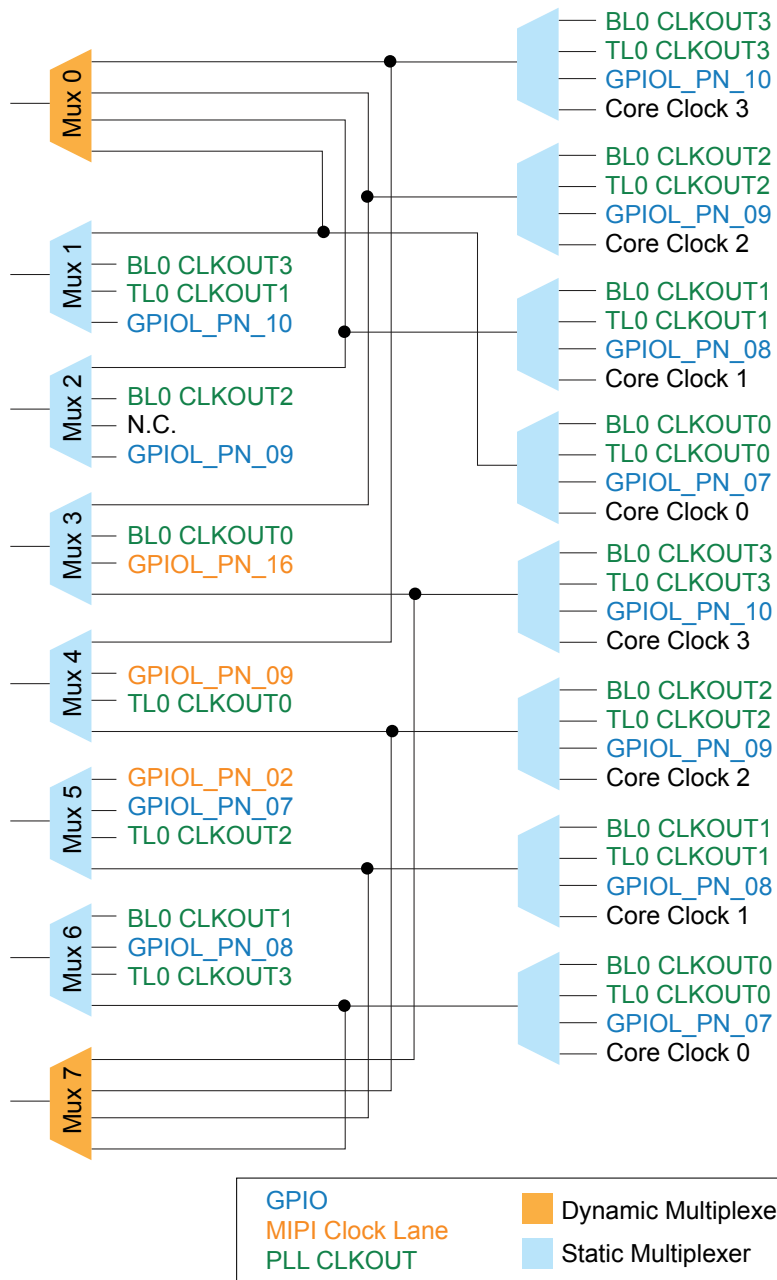 Mux 0
Mux 1
BL0 CLKOUT3
TL0 CLKOUT1
GPIOL_PN_10
Mux 2
BL0 CLKOUT2
N.C.
GPIOL_PN_09
Mux 3
BL0 CLKOUT0
GPIOL_PN_16
Mux 4
GPIOL_PN_09
TL0 CLKOUT0
Mux 5
GPIOL_PN_02
GPIOL_PN_07
TL0 CLKOUT2
Mux 6
BL0 CLKOUT1
GPIOL_PN_08
TL0 CLKOUT3
Mux 7
BL0 CLKOUT3
TL0 CLKOUT3
GPIOL_PN_10
Core Clock 3
BL0 CLKOUT2
TL0 CLKOUT2
GPIOL_PN_09
Core Clock 2
BL0 CLKOUT1
TL0 CLKOUT1
GPIOL_PN_08
Core Clock 1
BL0 CLKOUT0
TL0 CLKOUT0
GPIOL_PN_07
Core Clock 0
BL0 CLKOUT3
TL0 CLKOUT3
GPIOL_PN_10
Core Clock 3
BL0 CLKOUT2
TL0 CLKOUT2
GPIOL_PN_09
Core Clock 2
BL0 CLKOUT1
TL0 CLKOUT1
GPIOL_PN_08
Core Clock 1
BL0 CLKOUT0
TL0 CLKOUT0
GPIOL_PN_07
Core Clock 0
GPIO
MIPI Clock Lane
PLL CLKOUT
Dynamic Multiplexe
Static Multiplexer